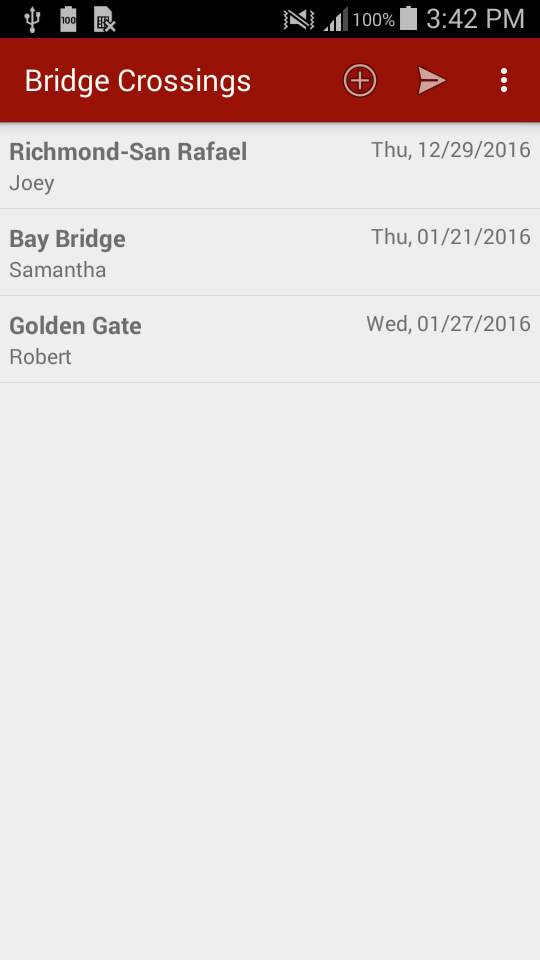 100 100% 3:42 PM
Bridge Crossings
Richmond-San Rafael Thu, 12/29/2016
Joey
Bay Bridge Thu, 01/21/2016
Samantha
Golden Gate Wed, 01/27/2016
Robert